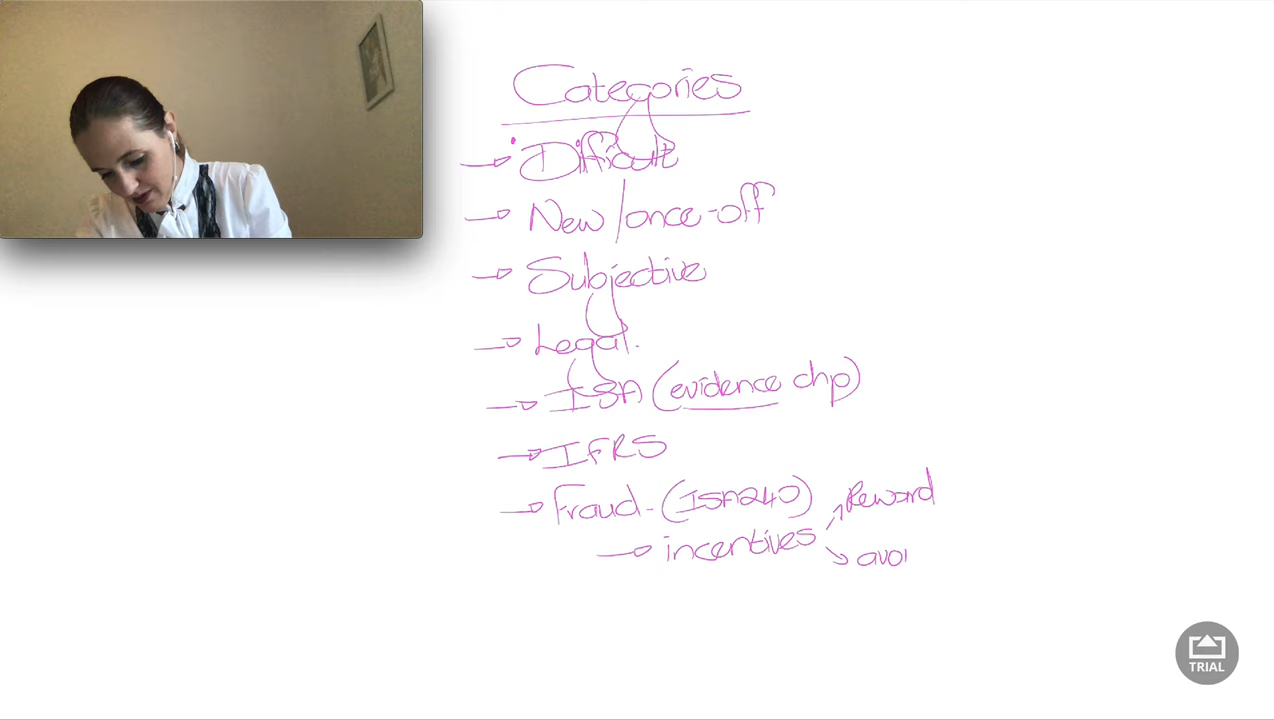 Categories
→ Difficult
→ New/once-off
→ Subjective
→ Legal.
→ ISA (evidence chp)
→ IFRS
→ Fraud - (ISA240)
→ incentives ↗ Reward
↘ avoi
TRIAL